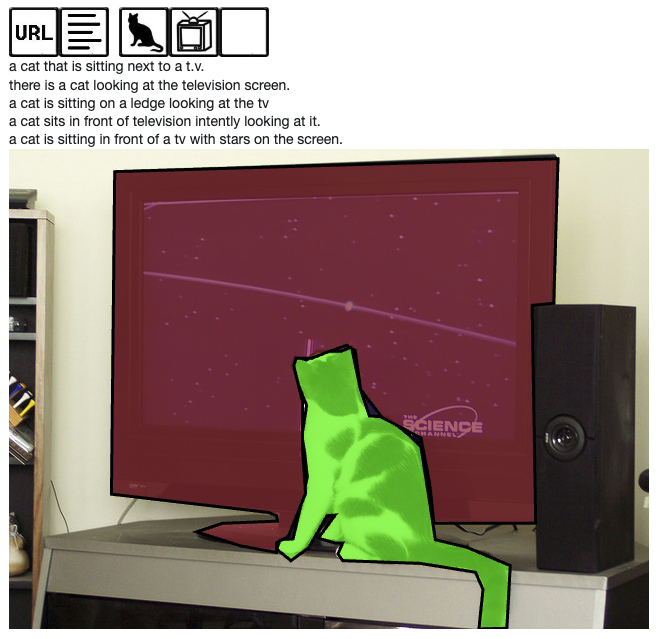 URL
a cat that is sitting next to a t.v.
there is a cat looking at the television screen.
a cat is sitting on a ledge looking at the tv
a cat sits in front of television intently looking at it.
a cat is sitting in front of a tv with stars on the screen.
THE
SCIENCE
CHANNEL